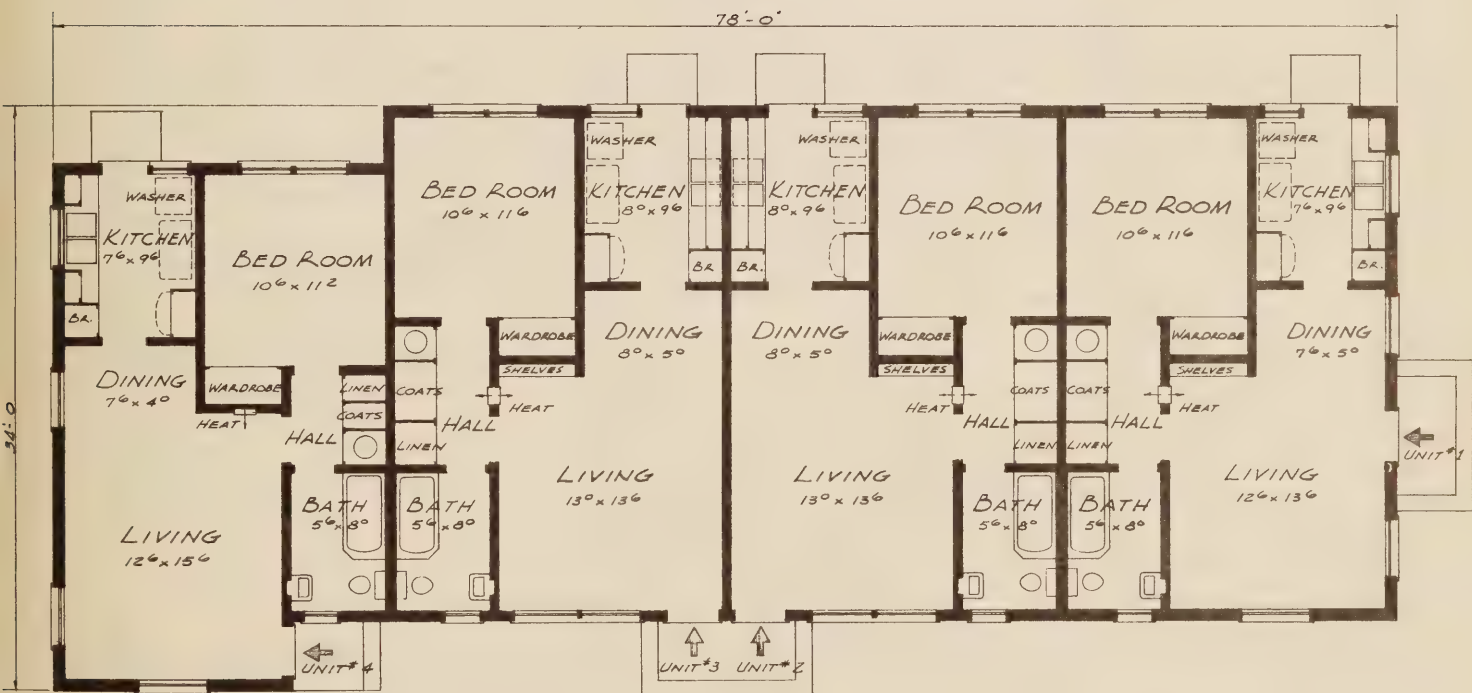 78'-0"
34'-0
WASHER
KITCHEN
7⁶ x 9⁶
BR.
BED ROOM
10⁶ x 11²
DINING
7⁶ x 4⁰
WARDROBE
HEAT
LINEN
COATS
HALL
BATH
5⁶ x 8⁰
LIVING
12⁶ x 15⁶
UNIT #4
BED ROOM
10⁶ x 11⁶
WASHER
KITCHEN
8⁰ x 9⁶
BR.
WARDROBE
SHELVES
DINING
8⁰ x 5⁰
COATS
HEAT
HALL
LINEN
BATH
5⁶ x 8⁰
LIVING
13⁰ x 13⁶
UNIT #3
WASHER
KITCHEN
8⁰ x 9⁶
BR.
BED ROOM
10⁶ x 11⁶
DINING
8⁰ x 5⁰
WARDROBE
SHELVES
COATS
HEAT
HALL
LINEN
LIVING
13⁰ x 13⁶
BATH
5⁶ x 8⁰
UNIT #2
BED ROOM
10⁶ x 11⁶
WASHER
KITCHEN
7⁶ x 9⁶
BR.
WARDROBE
SHELVES
DINING
7⁶ x 5⁰
COATS
HEAT
HALL
LINEN
BATH
5⁶ x 8⁰
LIVING
12⁶ x 13⁶
UNIT #1